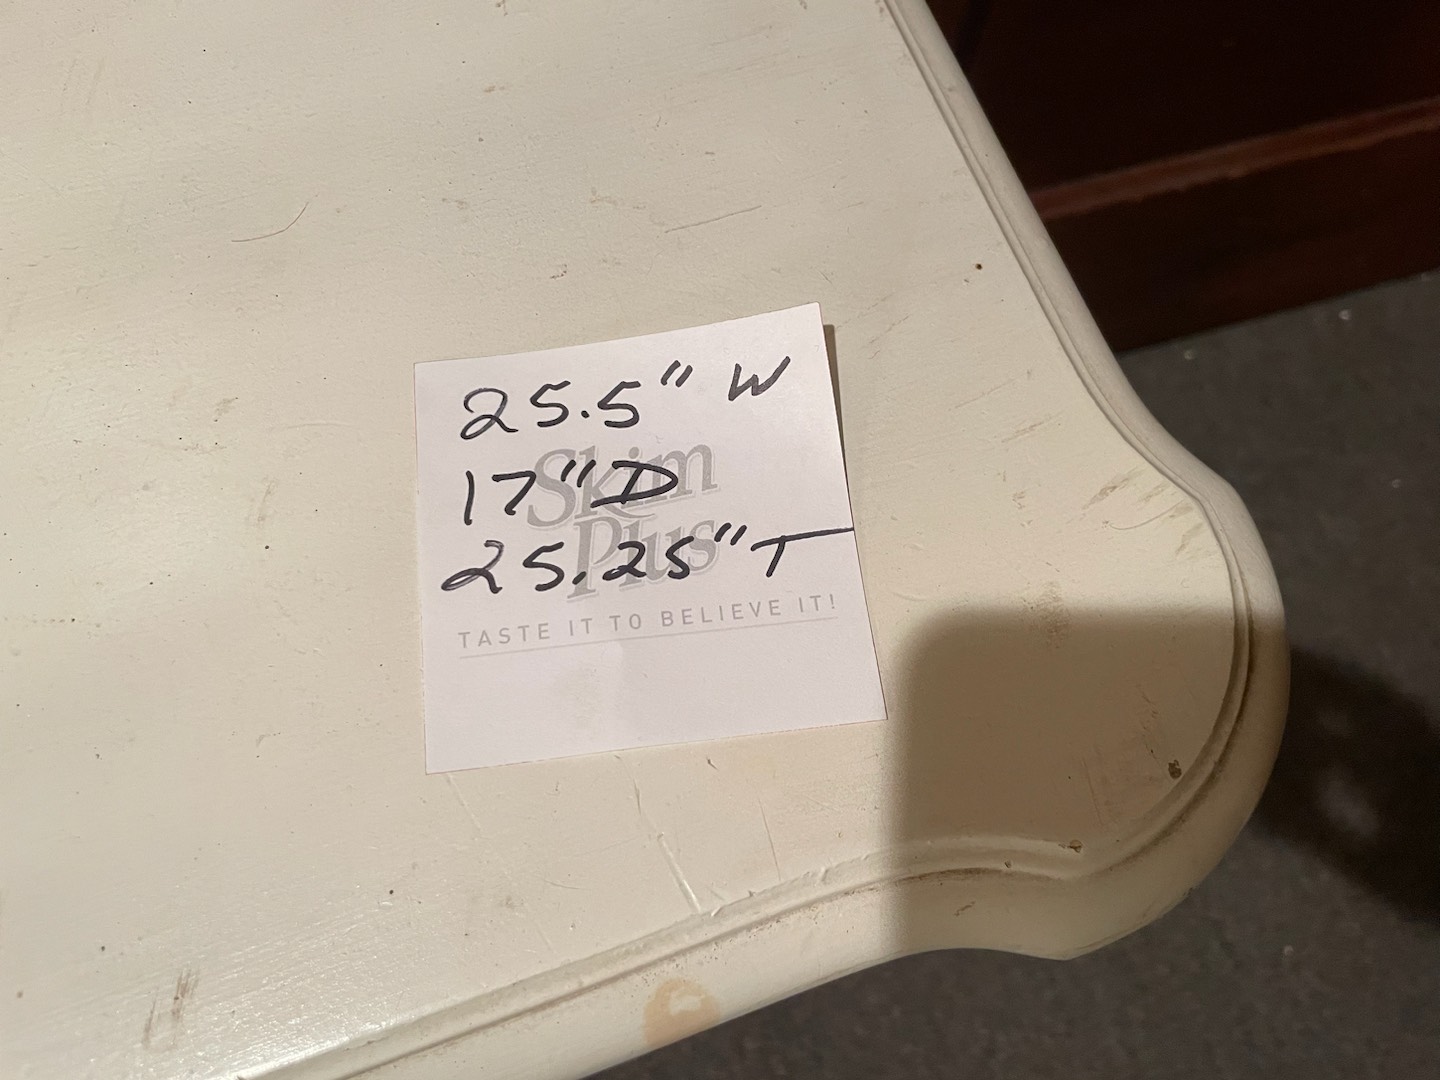 25.5" W
17" D
25.25" T
Skim
Plus
TASTE IT TO BELIEVE IT!